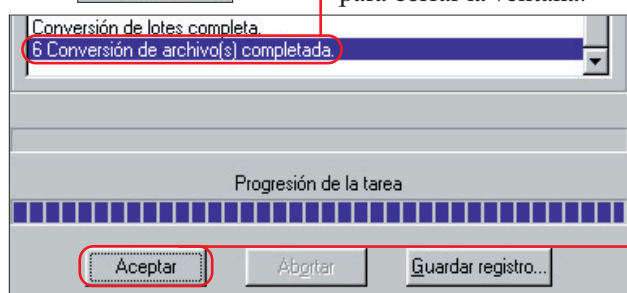 para cerrar la ventana.
Conversión de lotes completa.
6 Conversión de archivo(s) completada.
Progresión de la tarea
Aceptar
Abortar
Guardar registro...